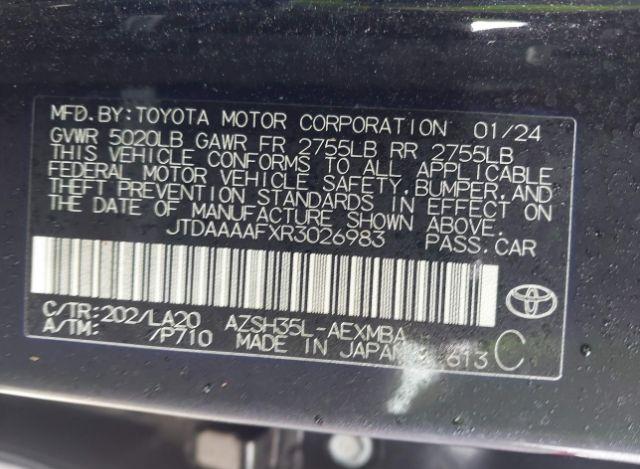 MFD.BY:TOYOTA MOTOR CORPORATION 01/24
GVWR 5020LB GAWR FR 2755LB RR 2755LB
THIS VEHICLE CONFORMS TO ALL APPLICABLE
FEDERAL MOTOR VEHICLE SAFETY,BUMPER,AND
THEFT PREVENTION STANDARDS IN EFFECT ON
THE DATE OF MANUFACTURE SHOWN ABOVE.
JTDAAAAFXR3026983 PASS.CAR
C/TR:202/LA20 AZSH35L-AEXMBA
A/TM: /P710 MADE IN JAPAN 613 C